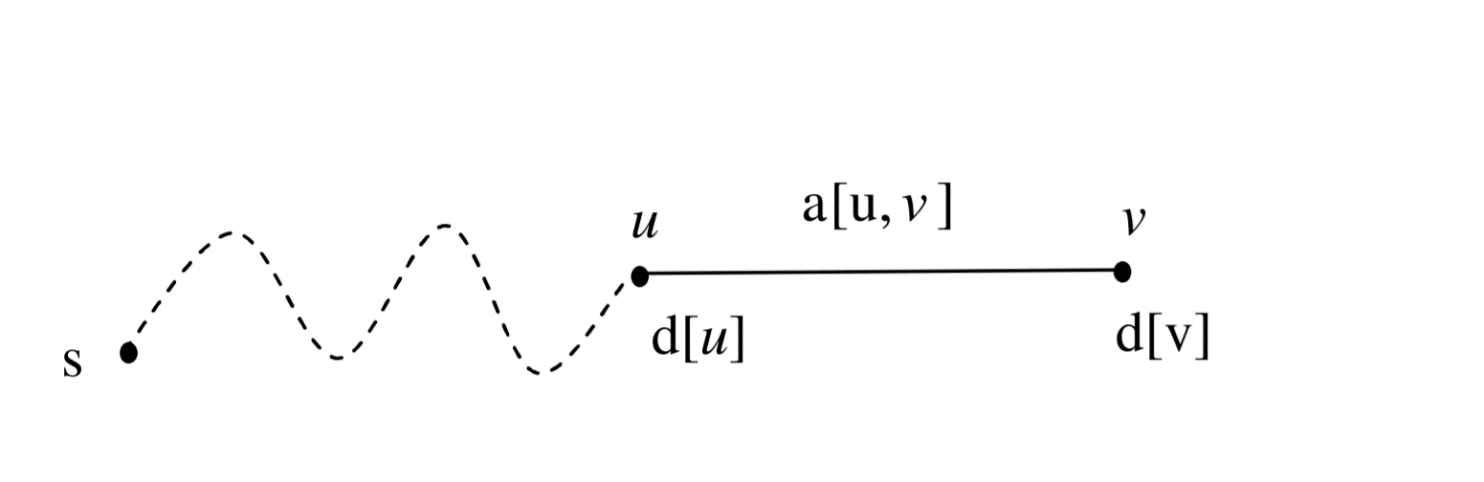 u
a[u, v]
v
s
d[u]
d[v]